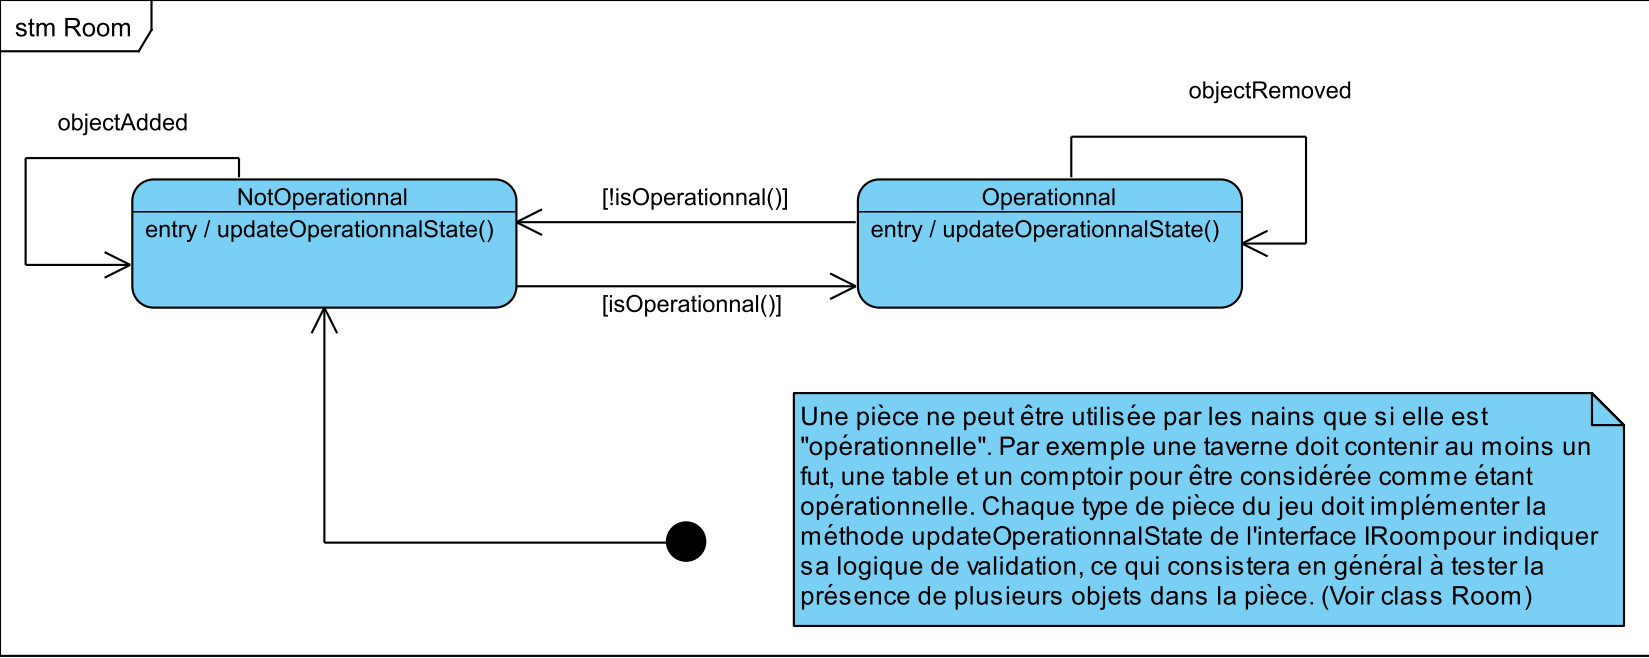 stm Room
objectRemoved
objectAdded
NotOperationnal
[!isOperationnal()]
Operationnal
entry / updateOperationnalState()
entry / updateOperationnalState()
[isOperationnal()]
Une pièce ne peut être utilisée par les nains que si elle est
"opérationnelle". Par exemple une taverne doit contenir au moins un
fut, une table et un comptoir pour être considérée comme étant
opérationnelle. Chaque type de pièce du jeu doit implémenter la
méthode updateOperationnalState de l'interface IRoompour indiquer
sa logique de validation, ce qui consistera en général à tester la
présence de plusieurs objets dans la pièce. (Voir class Room)